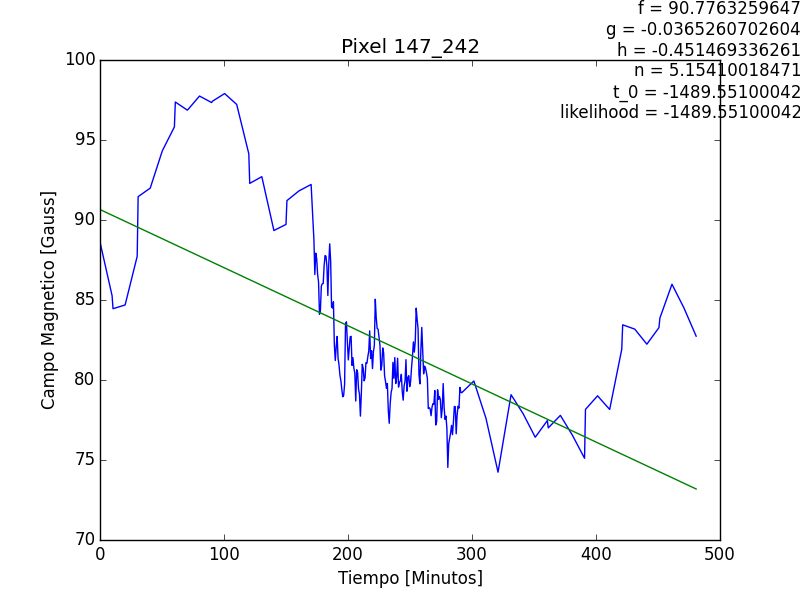 f = 90.7763259647
g = -0.0365260702604
h = -0.451469336261
n = 5.15410018471
t_0 = -1489.55100042
likelihood = -1489.55100042
Pixel 147_242
100
95
90
85
80
75
70
Campo Magnetico [Gauss]
0 100 200 300 400 500
Tiempo [Minutos]